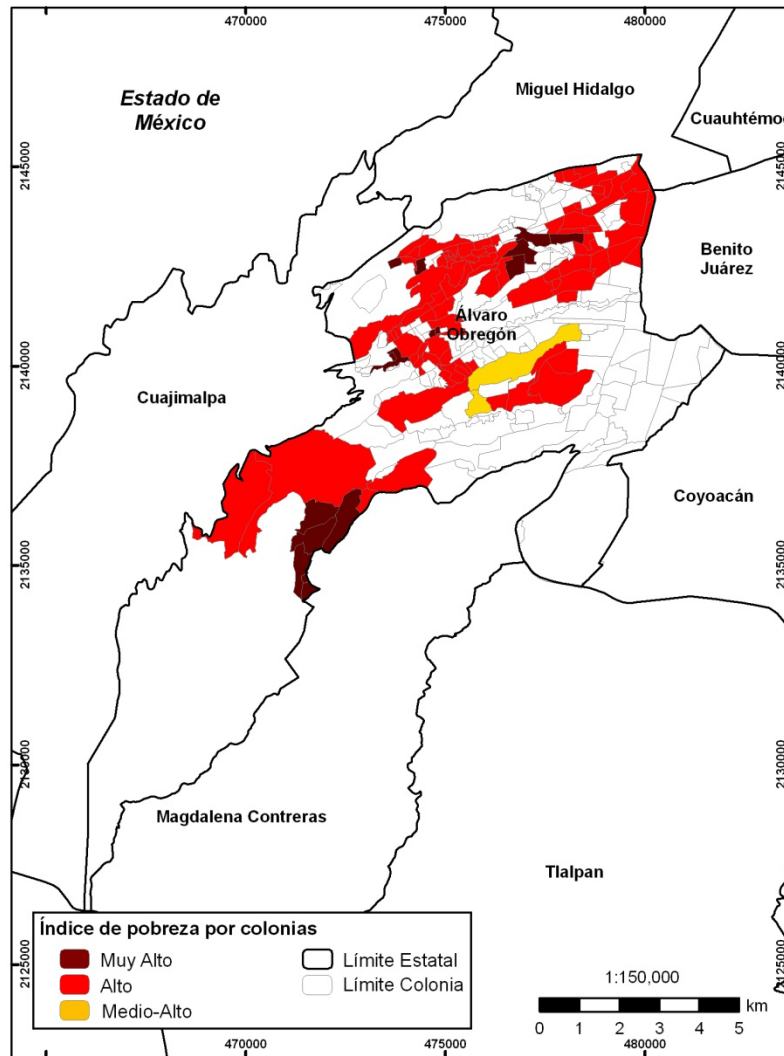 470000 475000 480000
Estado de
México
Miguel Hidalgo
2145000
2145000
Benito
Juárez
Álvaro
Obregón
2140000
2140000
Cuajimalpa
Coyoacán
2135000
2135000
2130000
2130000
Magdalena Contreras
Tlalpan
Índice de pobreza por colonias
Muy Alto
Alto
Medio-Alto
Límite Estatal
Límite Colonia
2125000
2125000
1:150,000
km
0 1 2 3 4 5
470000 475000 480000